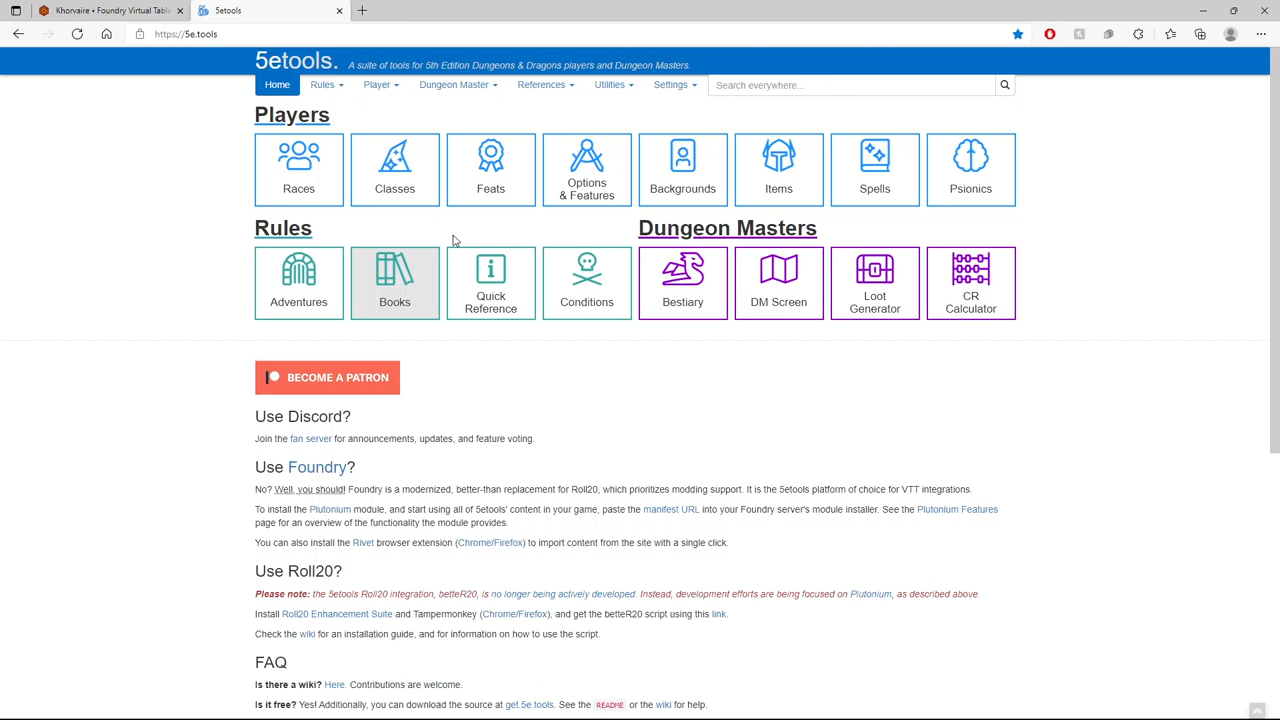 Khorvaire • Foundry Virtual Table
5etools
https://5e.tools
5etools. A suite of tools for 5th Edition Dungeons & Dragons players and Dungeon Masters.
Home Rules Player Dungeon Master References Utilities Settings Search everywhere...
Players
Races Classes Feats Options & Features Backgrounds Items Spells Psionics
Rules Dungeon Masters
Adventures Books Quick Reference Conditions Bestiary DM Screen Loot Generator CR Calculator
BECOME A PATRON
Use Discord?
Join the fan server for announcements, updates, and feature voting.
Use Foundry?
No? Well, you should! Foundry is a modernized, better-than replacement for Roll20, which prioritizes modding support. It is the 5etools platform of choice for VTT integrations.
To install the Plutonium module, and start using all of 5etools' content in your game, paste the manifest URL into your Foundry server's module installer. See the Plutonium Features
page for an overview of the functionality the module provides.
You can also install the Rivet browser extension (Chrome/Firefox) to import content from the site with a single click.
Use Roll20?
Please note: the 5etools Roll20 integration, betteR20, is no longer being actively developed. Instead, development efforts are being focused on Plutonium, as described above.
Install Roll20 Enhancement Suite and Tampermonkey (Chrome/Firefox), and get the betteR20 script using this link.
Check the wiki for an installation guide, and for information on how to use the script.
FAQ
Is there a wiki? Here. Contributions are welcome.
Is it free? Yes! Additionally, you can download the source at get.5e.tools. See the README or the wiki for help.